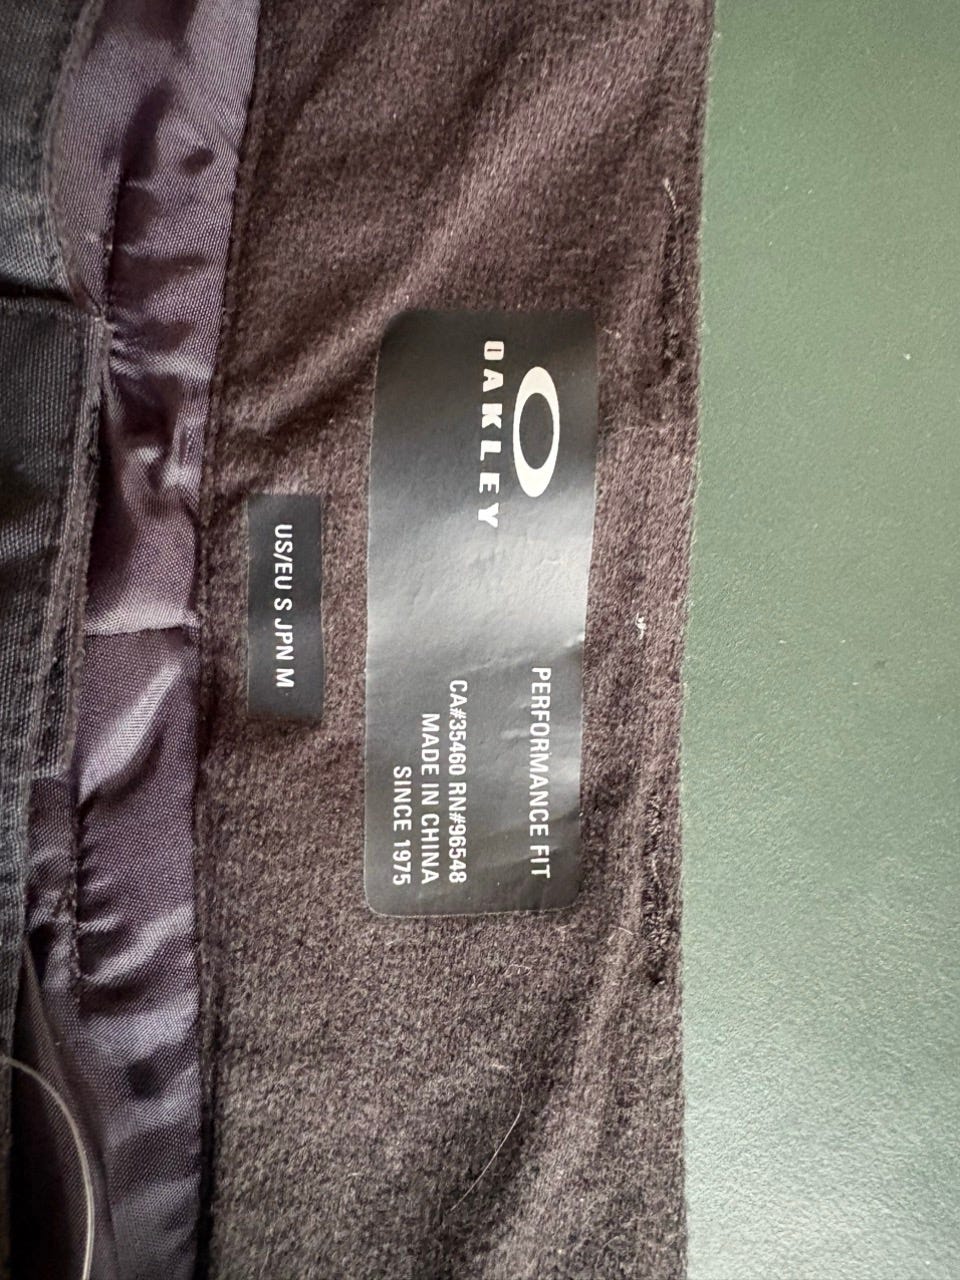 OAKLEY
PERFORMANCE FIT
CA#35460 RN#96548
MADE IN CHINA
SINCE 1975
US/EU S JPN M